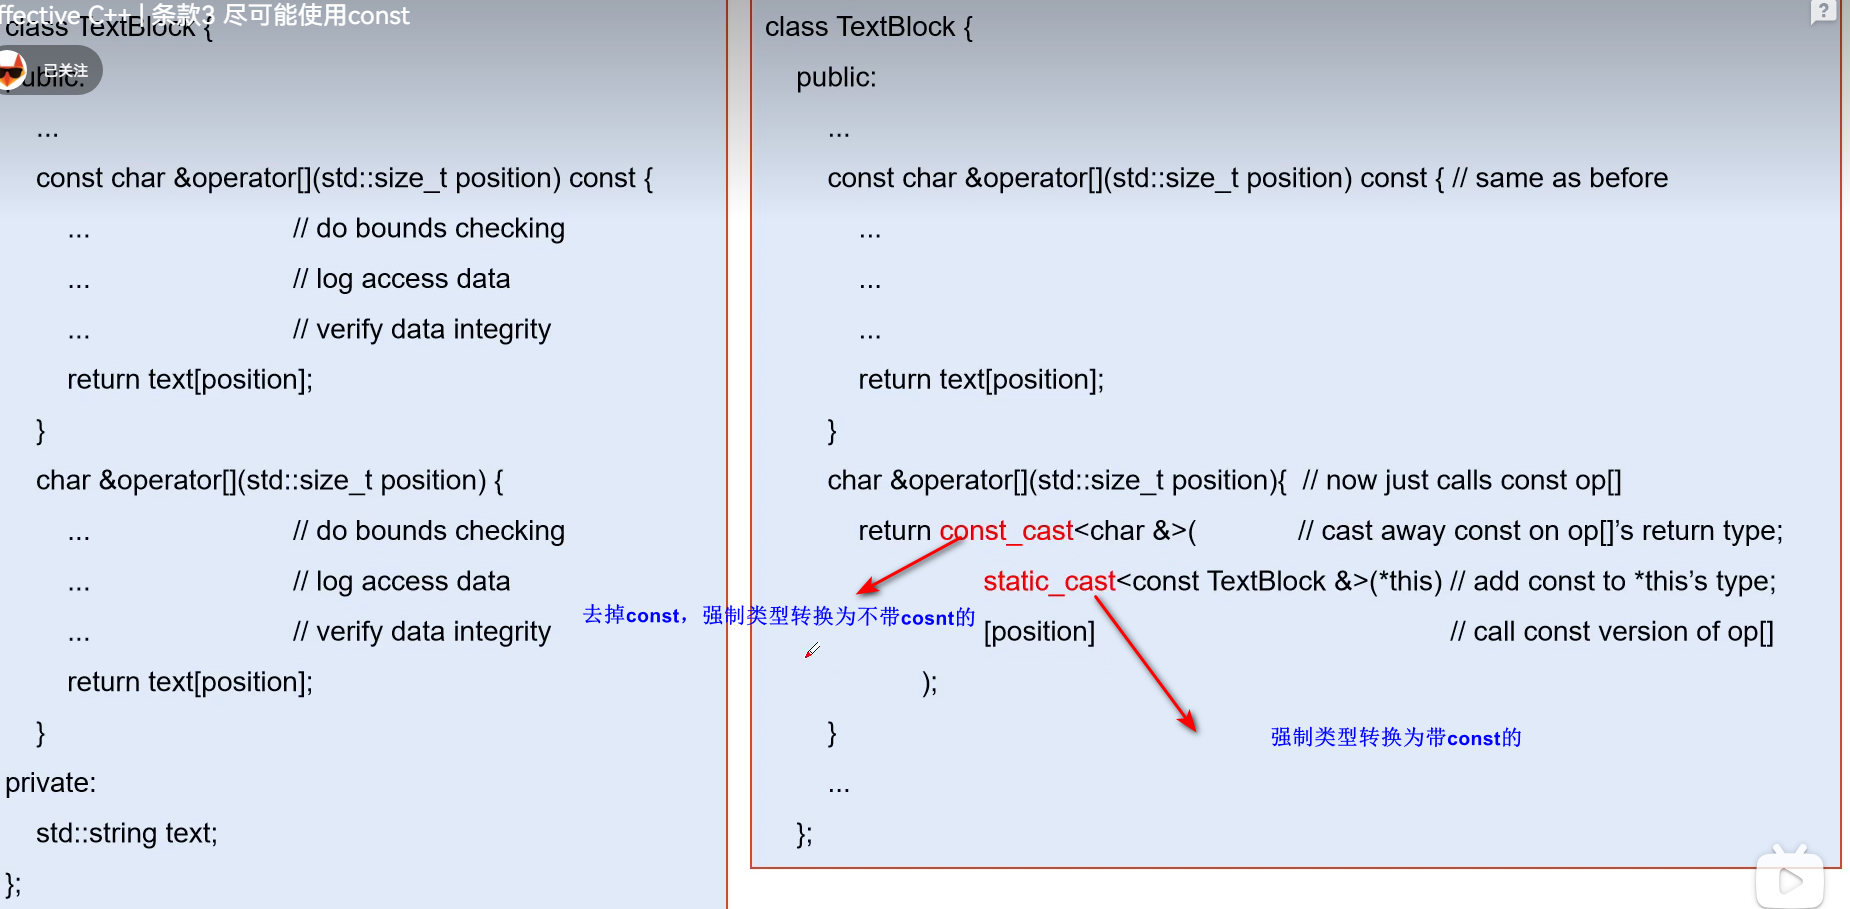 ffective C++ | 条款3 尽可能使用const
已关注
class TextBlock {
public:
...
const char &operator[](std::size_t position) const {
... // do bounds checking
... // log access data
... // verify data integrity
return text[position];
}
char &operator[](std::size_t position) {
... // do bounds checking
... // log access data
... // verify data integrity
return text[position];
}
private:
std::string text;
};
class TextBlock {
public:
...
const char &operator[](std::size_t position) const { // same as before
...
...
...
return text[position];
}
char &operator[](std::size_t position){ // now just calls const op[]
return const_cast<char &>( // cast away const on op[]’s return type;
static_cast<const TextBlock &>(*this) // add const to *this’s type;
去掉const，强制类型转换为不带cosnt的
[position] // call const version of op[]
);
}
强制类型转换为带const的
...
};